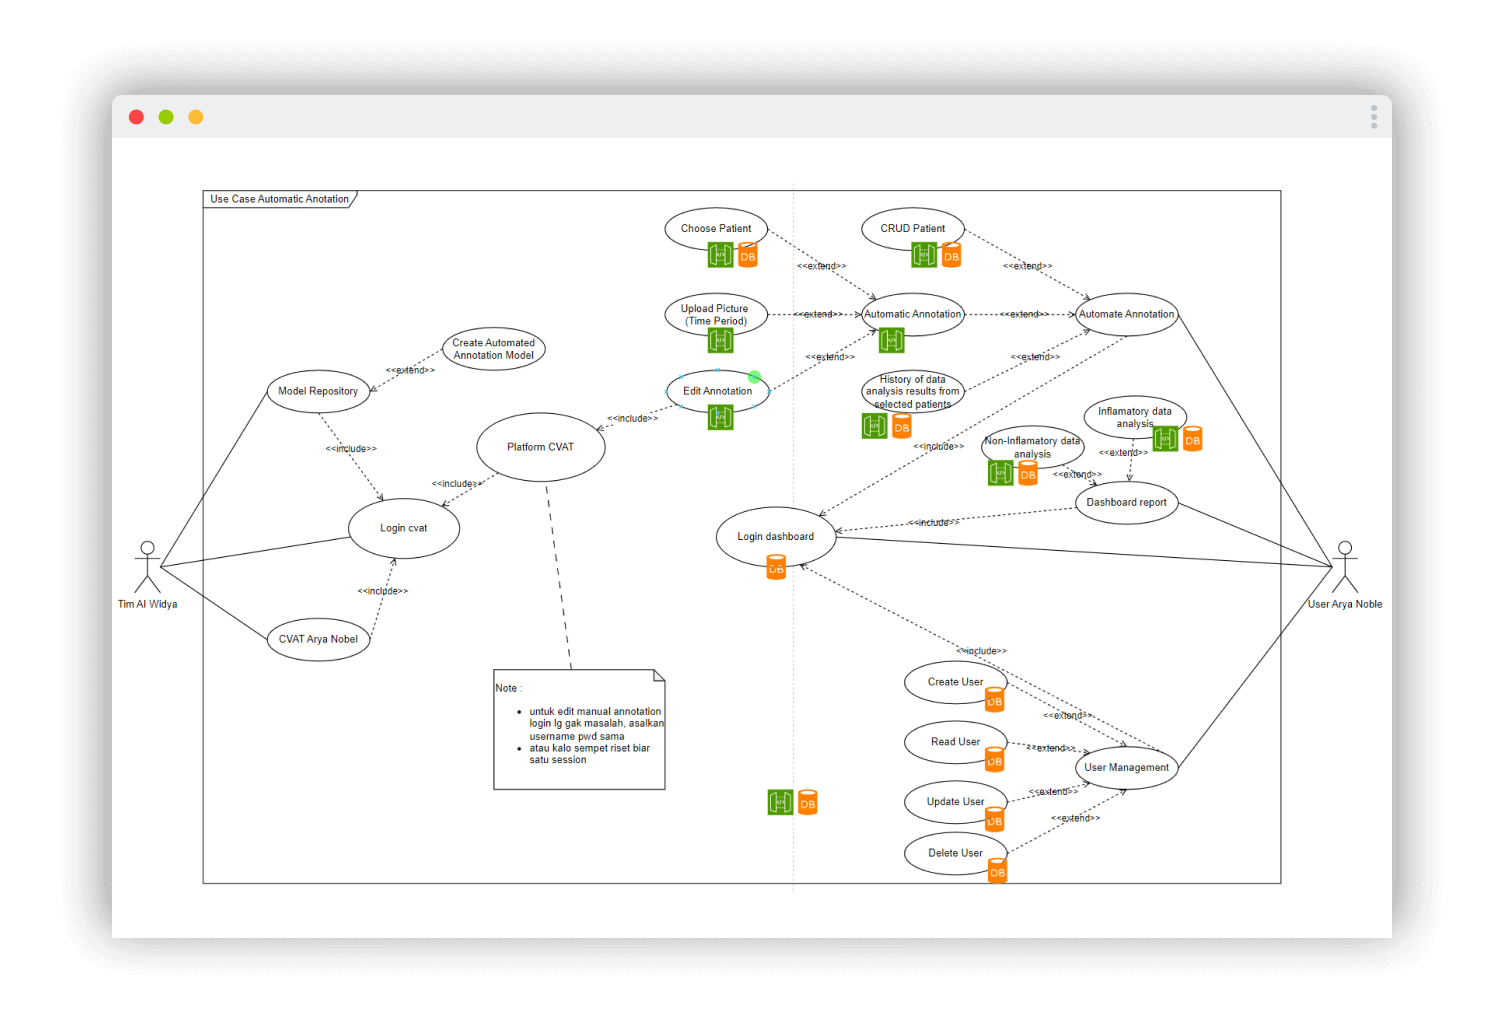 Use Case Automatic Anotation
Choose Patient
DB
CRUD Patient
DB
<<extend>>
<<extend>>
Upload Picture
(Time Period)
<<extend>>
Automatic Annotation
<<extend>>
Automate Annotation
Create Automated
Annotation Model
<<extend>>
<<extend>>
<<extend>>
Model Repository
Edit Annotation
History of data
analysis results from
selected patients
DB
<<include>>
Inflamatory data
analysis
DB
Non-Inflamatory data
analysis
DB
<<include>>
Platform CVAT
<<include>>
<<extend>>
<<extend>>
<<include>>
Dashboard report
<<include>>
Login cvat
Login dashboard
DB
<<include>>
Tim AI Widya
User Arya Noble
CVAT Arya Nobel
<<include>>
Create User
DB
<<extend>>
Note :
untuk edit manual annotation
login lg gak masalah, asalkan
username pwd sama
atau kalo sempet riset biar
satu session
Read User
DB
<<extend>>
User Management
<<extend>>
Update User
DB
DB
<<extend>>
Delete User
DB